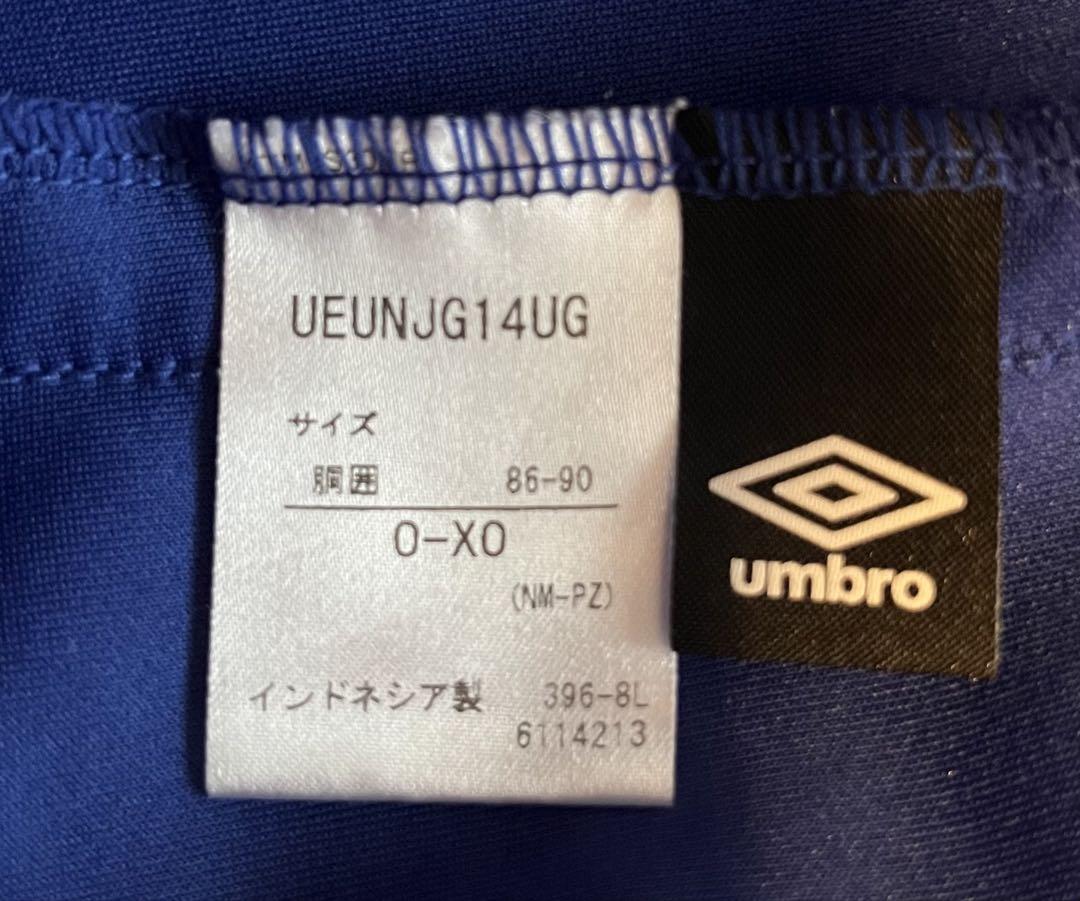 UEUNJG14UG
サイズ
胴囲 86-90
O-XO
(NM-PZ)
インドネシア製 396-8L
6114213
umbro